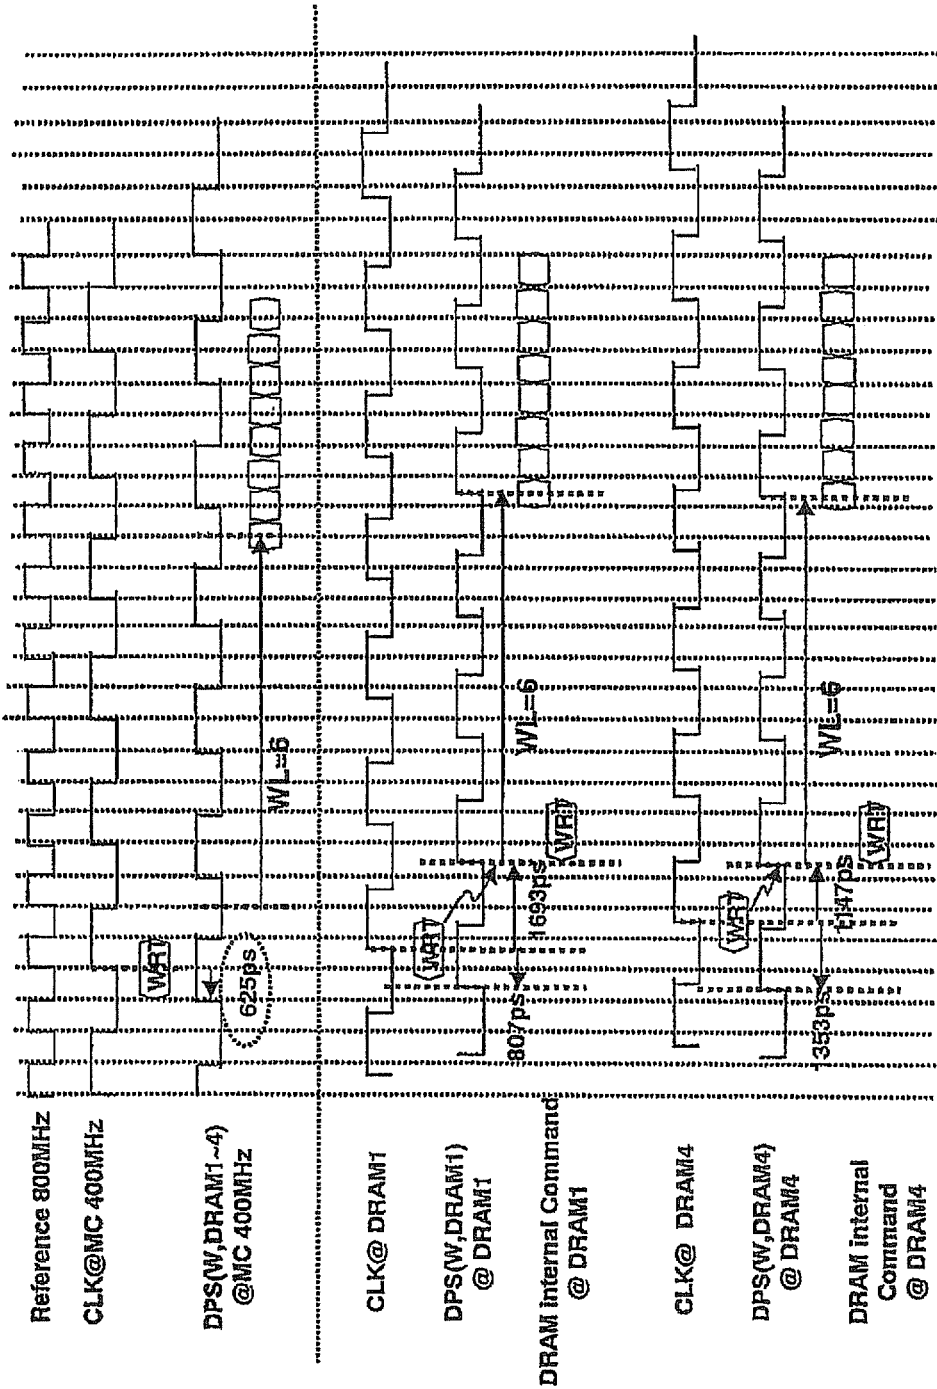 Reference 800MHz
CLK@MC 400MHz
WRT
DPS(W,DRAM1~4)
@MC 400MHz
625ps
WL=6
CLK@ DRAM1
WRT
DPS(W,DRAM1)
@ DRAM1
807ps
1693ps
WL=6
DRAM internal Command
@ DRAM1
WRT
CLK@ DRAM4
WRT
DPS(W,DRAM4)
@ DRAM4
353ps
1147ps
WL=6
DRAM internal
Command
@ DRAM4
WRT